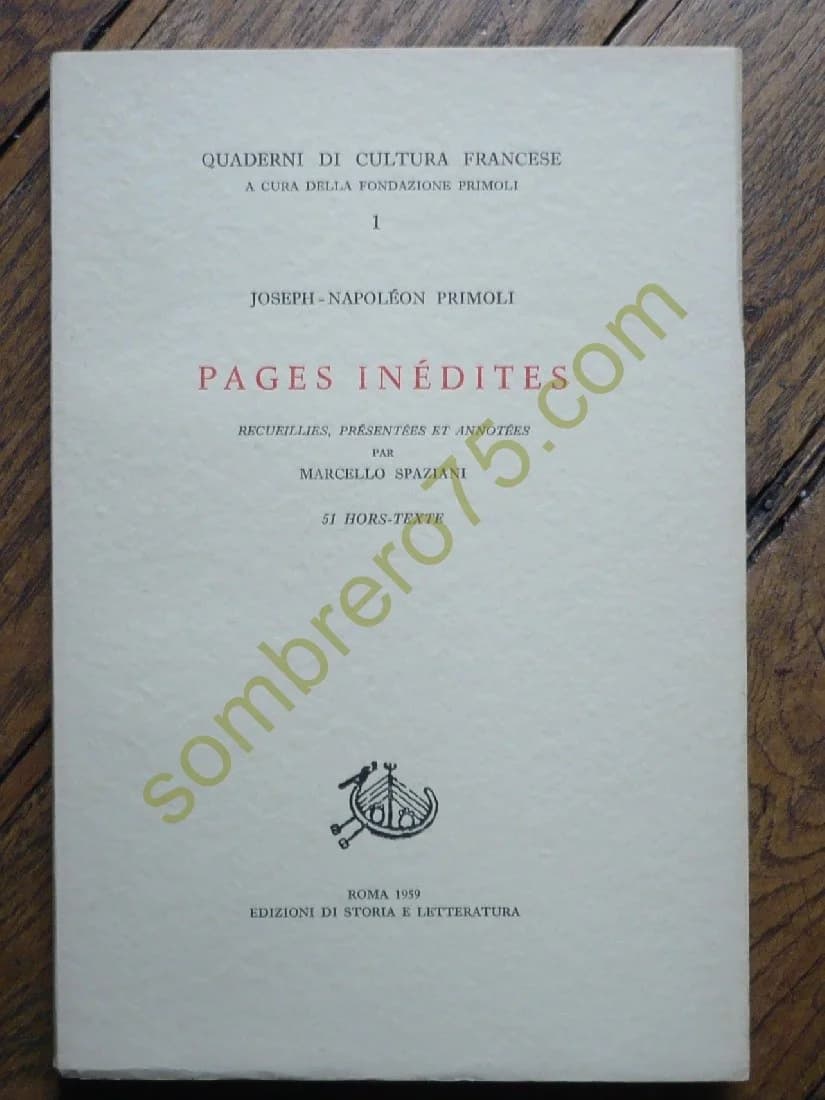 QUADERNI DI CULTURA FRANCESE
A CURA DELLA FONDAZIONE PRIMOLI
1
JOSEPH-NAPOLÉON PRIMOLI
PAGES INÉDITES
RECUEILLIES, PRÉSENTÉES ET ANNOTÉES
PAR
MARCELLO SPAZIANI
51 HORS-TEXTE
sombrero75.com
ROMA 1959
EDIZIONI DI STORIA E LETTERATURA